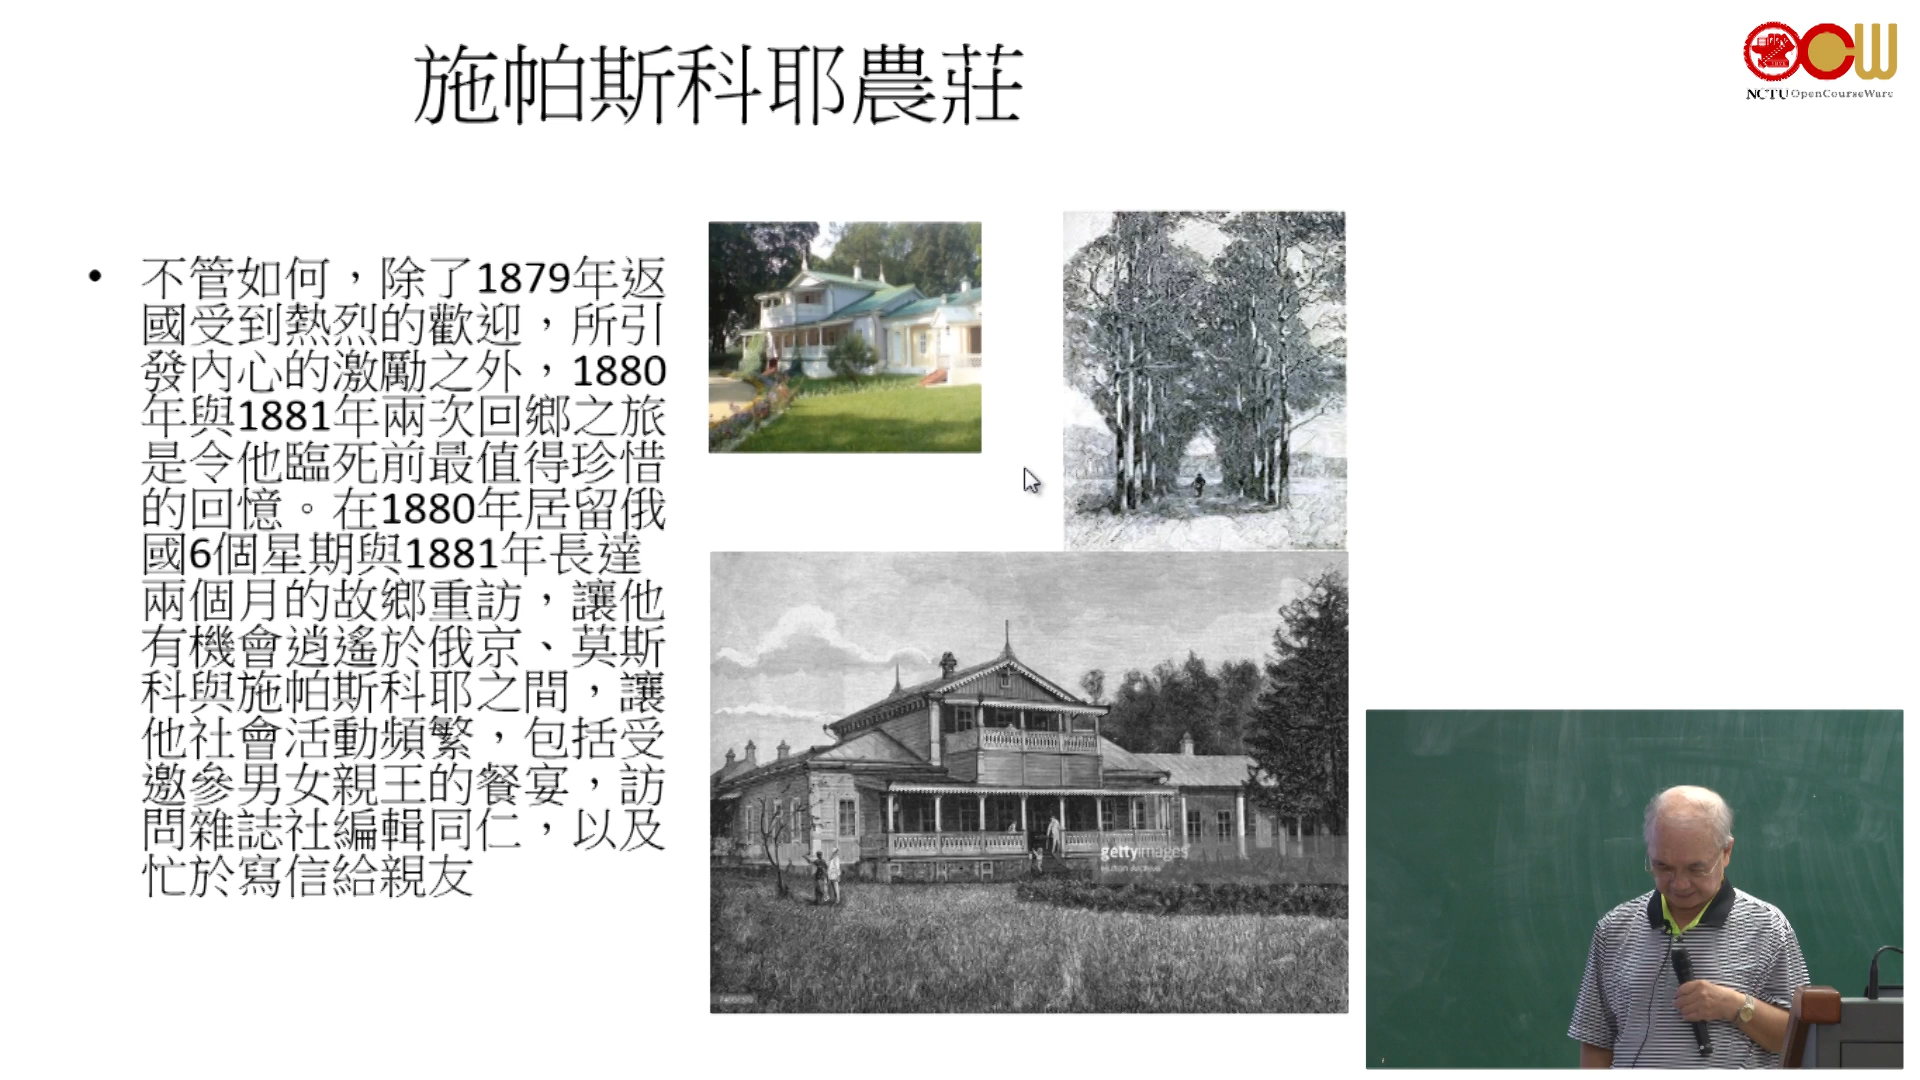 施帕斯科耶農莊
NCTU OpenCourseWare
• 不管如何，除了1879年返
國受到熱烈的歡迎，所引
發內心的激勵之外，1880
年與1881年兩次回鄉之旅
是令他臨死前最值得珍惜
的回憶。在1880年居留俄
國6個星期與1881年長達
兩個月的故鄉重訪，讓他
有機會逍遙於俄京、莫斯
科與施帕斯科耶之間，讓
他社會活動頻繁，包括受
邀參男女親王的餐宴，訪
問雜誌社編輯同仁，以及
忙於寫信給親友
gettyimages